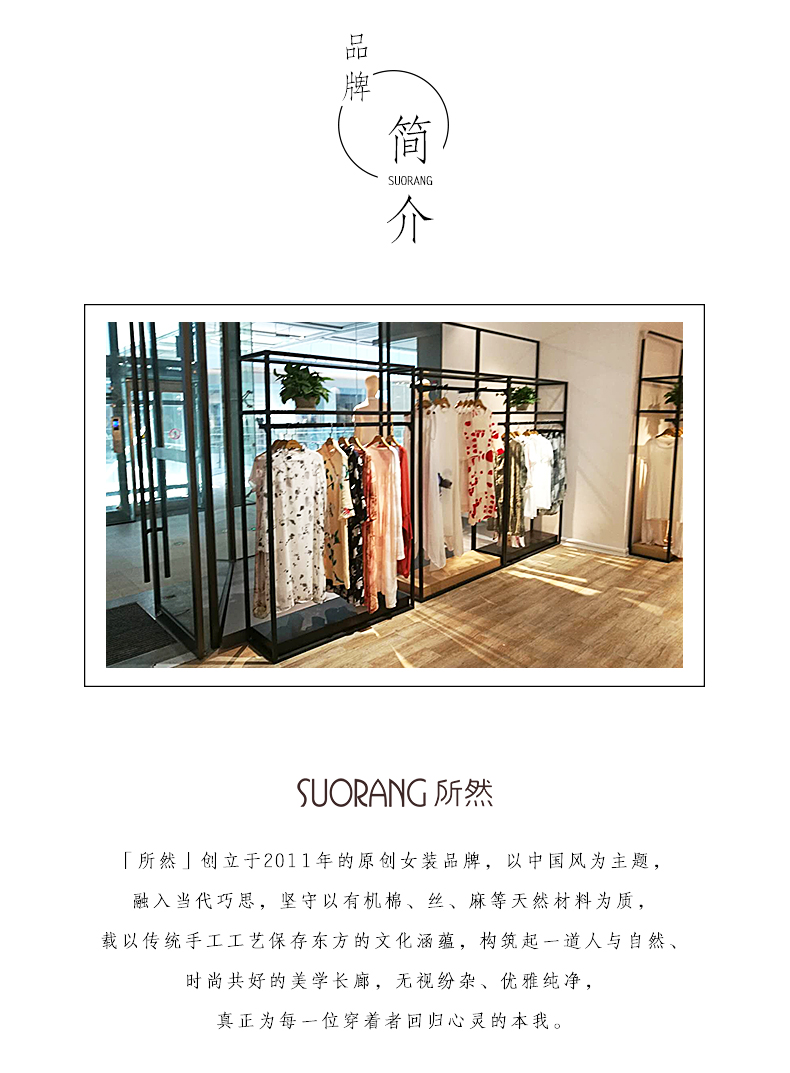 品牌
简介
SUORANG
SUORANG 所然
「所然」创立于2011年的原创女装品牌，以中国风为主题，
融入当代巧思，坚守以有机棉、丝、麻等天然材料为质，
载以传统手工工艺保存东方的文化涵蕴，构筑起一道人与自然、
时尚共好的美学长廊，无视纷杂、优雅纯净，
真正为每一位穿着者回归心灵的本我。